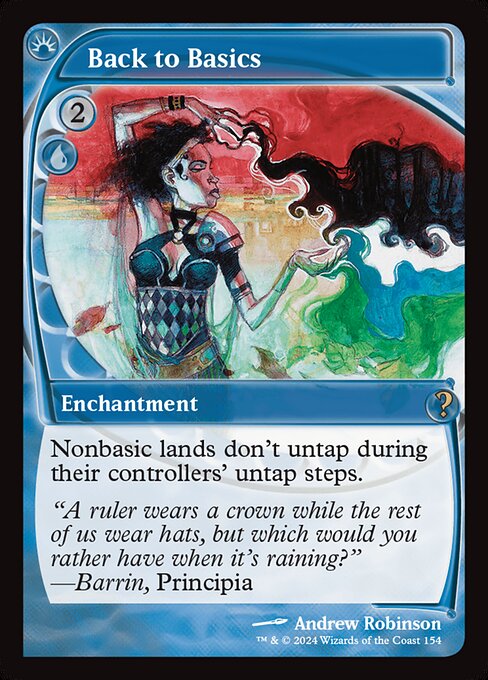 Back to Basics
2
Enchantment
?
Nonbasic lands don't untap during
their controllers' untap steps.
“A ruler wears a crown while the rest
of us wear hats, but which would you
rather have when it's raining?”
—Barrin, Principia
Andrew Robinson
™ & © 2024 Wizards of the Coast 154